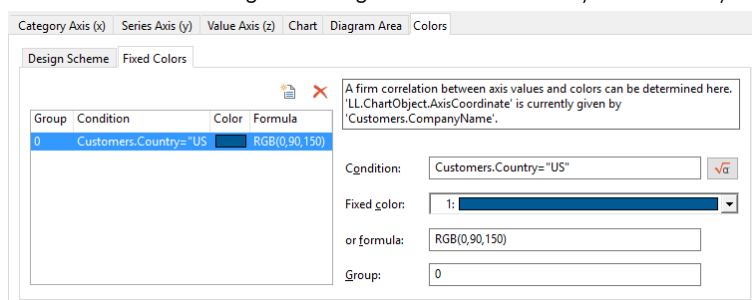 Category Axis (x) Series Axis (y) Value Axis (z) Chart Diagram Area Colors
Design Scheme Fixed Colors
A firm correlation between axis values and colors can be determined here.
'LL.ChartObject.AxisCoordinate' is currently given by
'Customers.CompanyName'.
Group Condition Color Formula
0 Customers.Country="US RGB(0,90,150)
Condition: Customers.Country="US" √α
Fixed color: 1:
or formula: RGB(0,90,150)
Group: 0